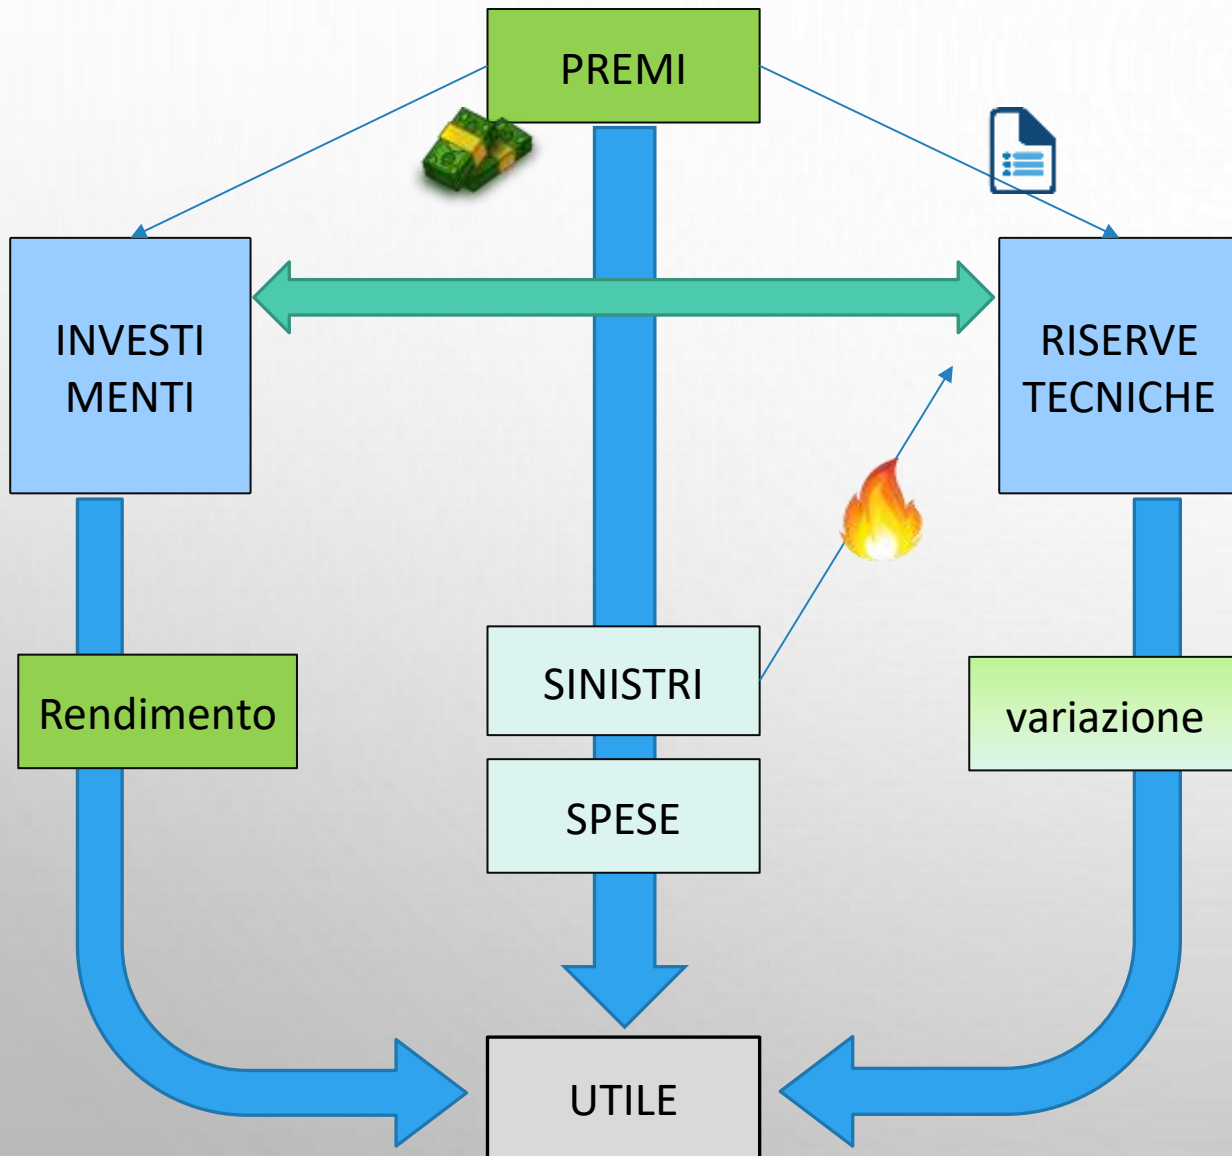 PREMI
INVESTI
MENTI
RISERVE
TECNICHE
SINISTRI
Rendimento
variazione
SPESE
UTILE